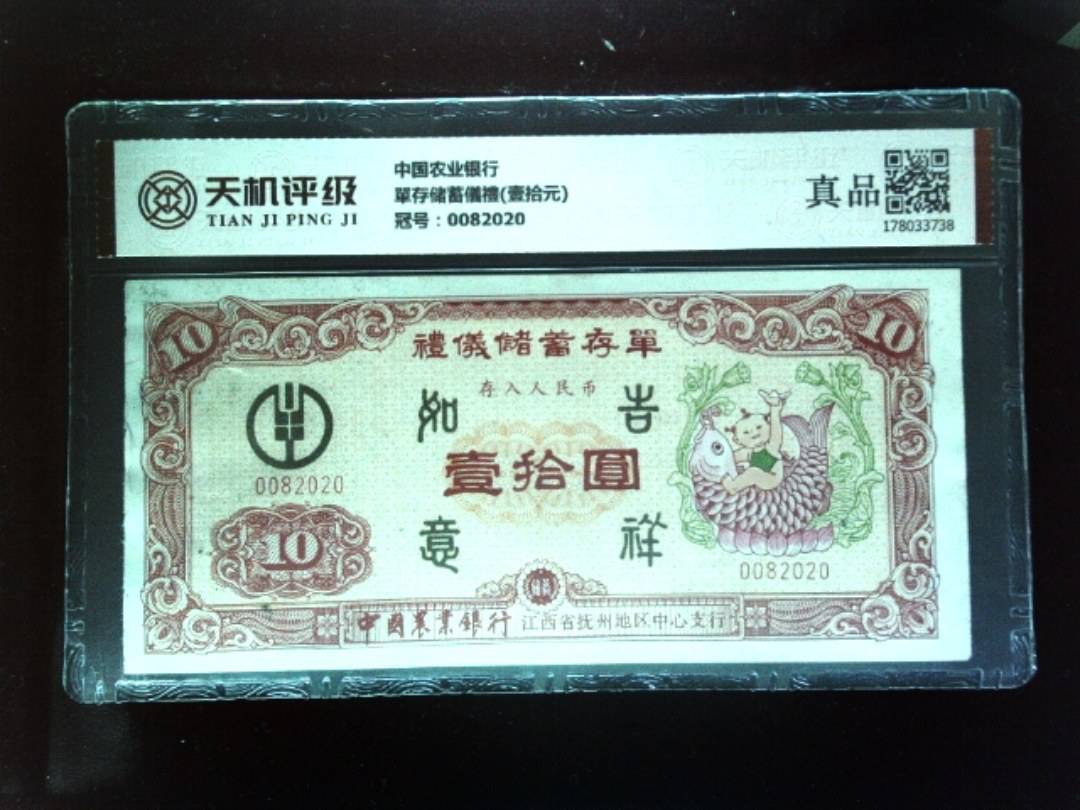 天机评级
TIAN JI PING JI
中国农业银行
單存储蓄儀禮(壹拾元)
冠号：0082020
真品
178033738
10
10
禮儀儲蓄存單
存入人民币
如 吉
壹拾圓
意 祥
0082020
10
0082020
中國農業銀行 江西省抚州地区中心支行